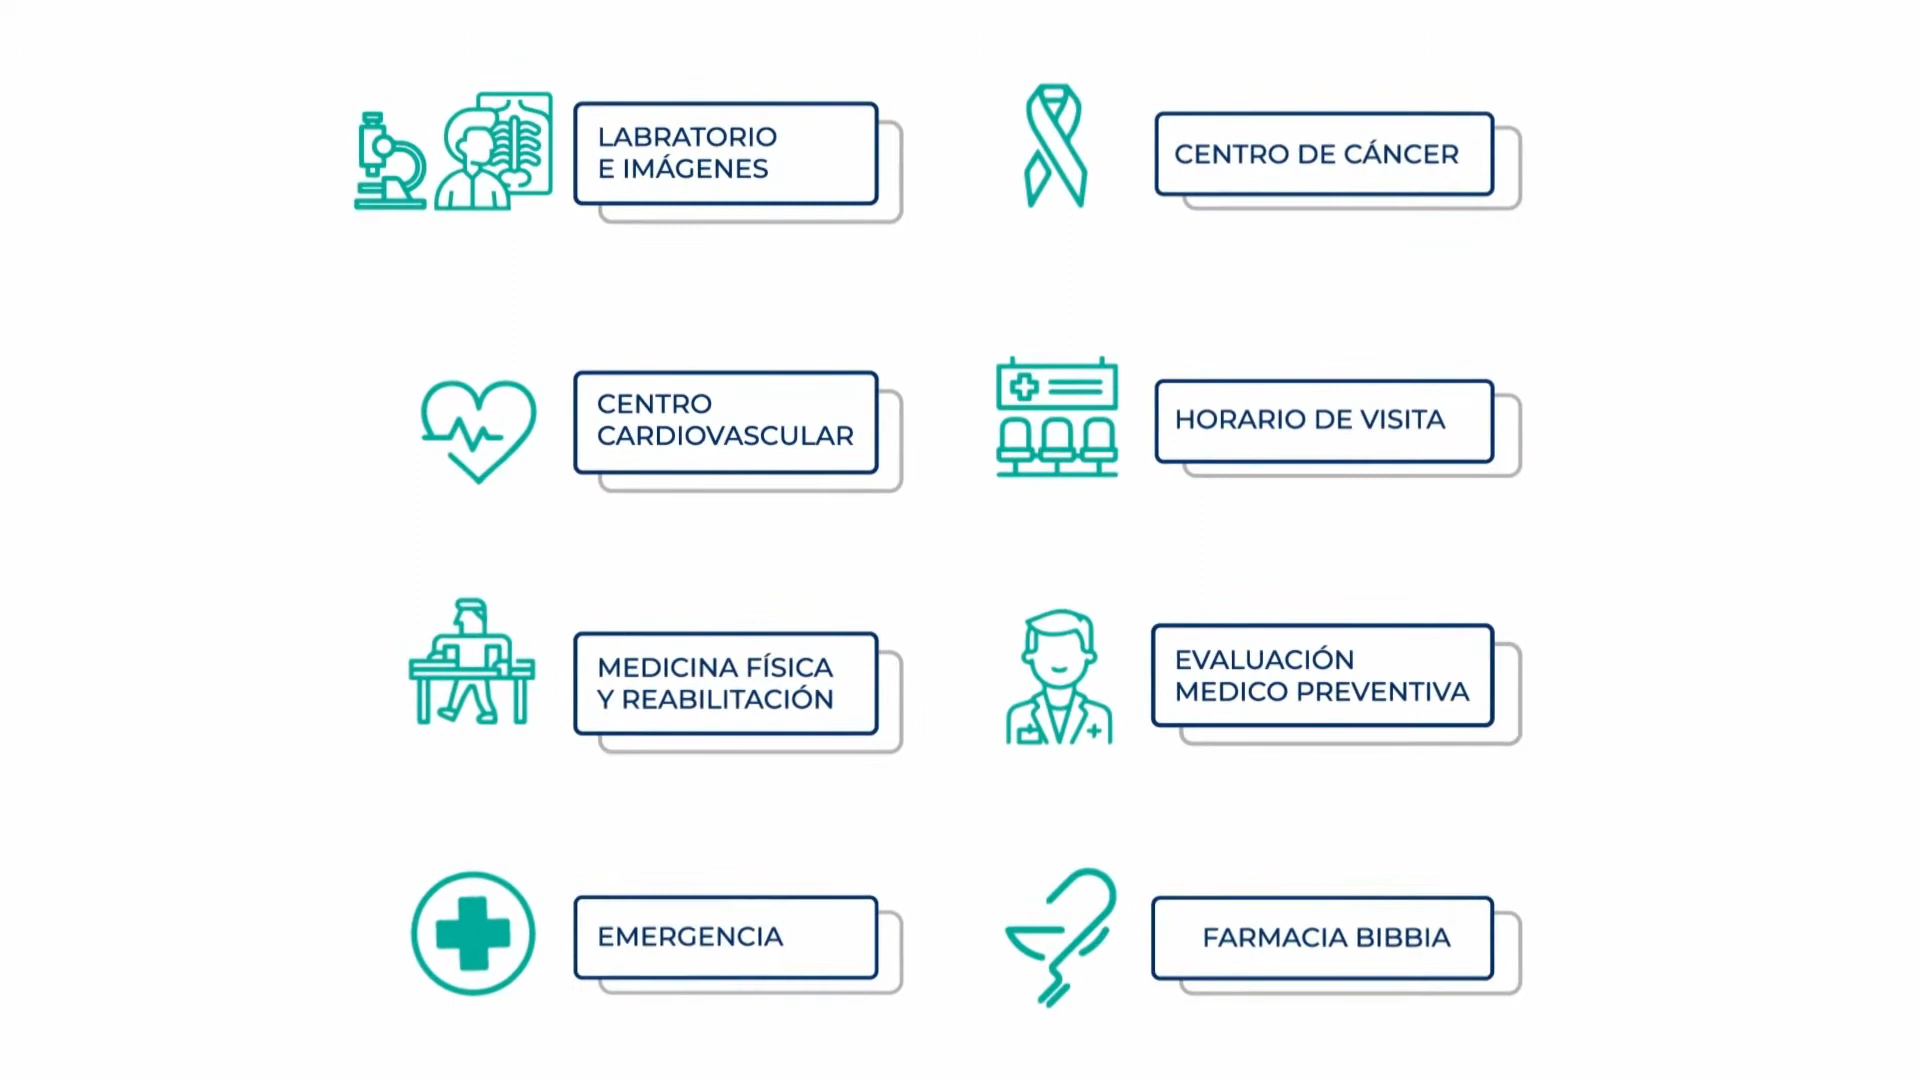 LABRATORIO
E IMÁGENES
CENTRO DE CÁNCER
CENTRO
CARDIOVASCULAR
HORARIO DE VISITA
MEDICINA FÍSICA
Y REABILITACIÓN
EVALUACIÓN
MEDICO PREVENTIVA
EMERGENCIA
FARMACIA BIBBIA